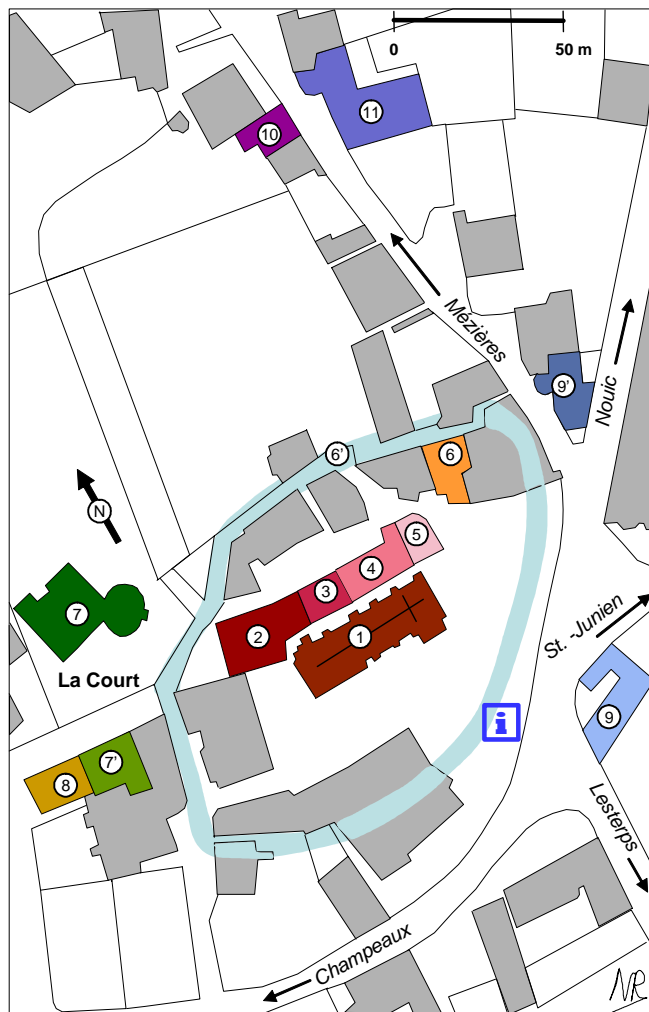 0 50 m
11
10
Mézières
9'
Nouic
6'
6
N
5
4
3
7
2
1
St. -Junien
La Court
i
9
7'
8
Lesterps
Champeaux
NR